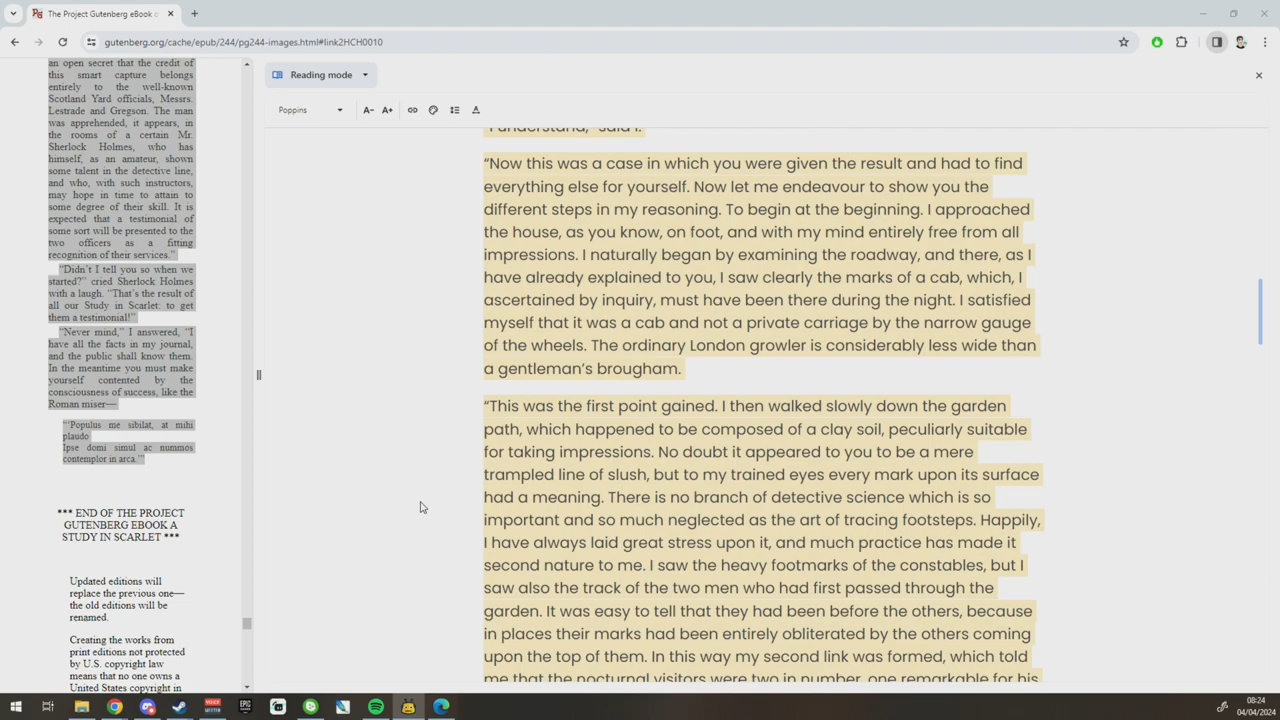 The Project Gutenberg eBook o
gutenberg.org/cache/epub/244/pg244-images.html#link2HCH0010
an open secret that the credit of
this smart capture belongs
entirely to the well-known
Scotland Yard officials, Messrs.
Lestrade and Gregson. The man
was apprehended, it appears, in
the rooms of a certain Mr.
Sherlock Holmes, who has
himself, as an amateur, shown
some talent in the detective line,
and who, with such instructors,
may hope in time to attain to
some degree of their skill. It is
expected that a testimonial of
some sort will be presented to the
two officers as a fitting
recognition of their services.”
“Didn’t I tell you so when we
started?” cried Sherlock Holmes
with a laugh. “That’s the result of
all our Study in Scarlet: to get
them a testimonial!”
“Never mind,” I answered, “I
have all the facts in my journal,
and the public shall know them.
In the meantime you must make
yourself contented by the
consciousness of success, like the
Roman miser—
“‘Populus me sibilat, at mihi
plaudo
Ipse domi simul ac nummos
contemplor in arca.’”
*** END OF THE PROJECT
GUTENBERG EBOOK A
STUDY IN SCARLET ***
Updated editions will
replace the previous one—
the old editions will be
renamed.
Creating the works from
print editions not protected
by U.S. copyright law
means that no one owns a
United States copyright in
Reading mode
Poppins
A- A+
“I understand,” said I.
“Now this was a case in which you were given the result and had to find
everything else for yourself. Now let me endeavour to show you the
different steps in my reasoning. To begin at the beginning. I approached
the house, as you know, on foot, and with my mind entirely free from all
impressions. I naturally began by examining the roadway, and there, as I
have already explained to you, I saw clearly the marks of a cab, which, I
ascertained by inquiry, must have been there during the night. I satisfied
myself that it was a cab and not a private carriage by the narrow gauge
of the wheels. The ordinary London growler is considerably less wide than
a gentleman’s brougham.
“This was the first point gained. I then walked slowly down the garden
path, which happened to be composed of a clay soil, peculiarly suitable
for taking impressions. No doubt it appeared to you to be a mere
trampled line of slush, but to my trained eyes every mark upon its surface
had a meaning. There is no branch of detective science which is so
important and so much neglected as the art of tracing footsteps. Happily,
I have always laid great stress upon it, and much practice has made it
second nature to me. I saw the heavy footmarks of the constables, but I
saw also the track of the two men who had first passed through the
garden. It was easy to tell that they had been before the others, because
in places their marks had been entirely obliterated by the others coming
upon the top of them. In this way my second link was formed, which told
me that the nocturnal visitors were two in number, one remarkable for his
08:24
04/04/2024